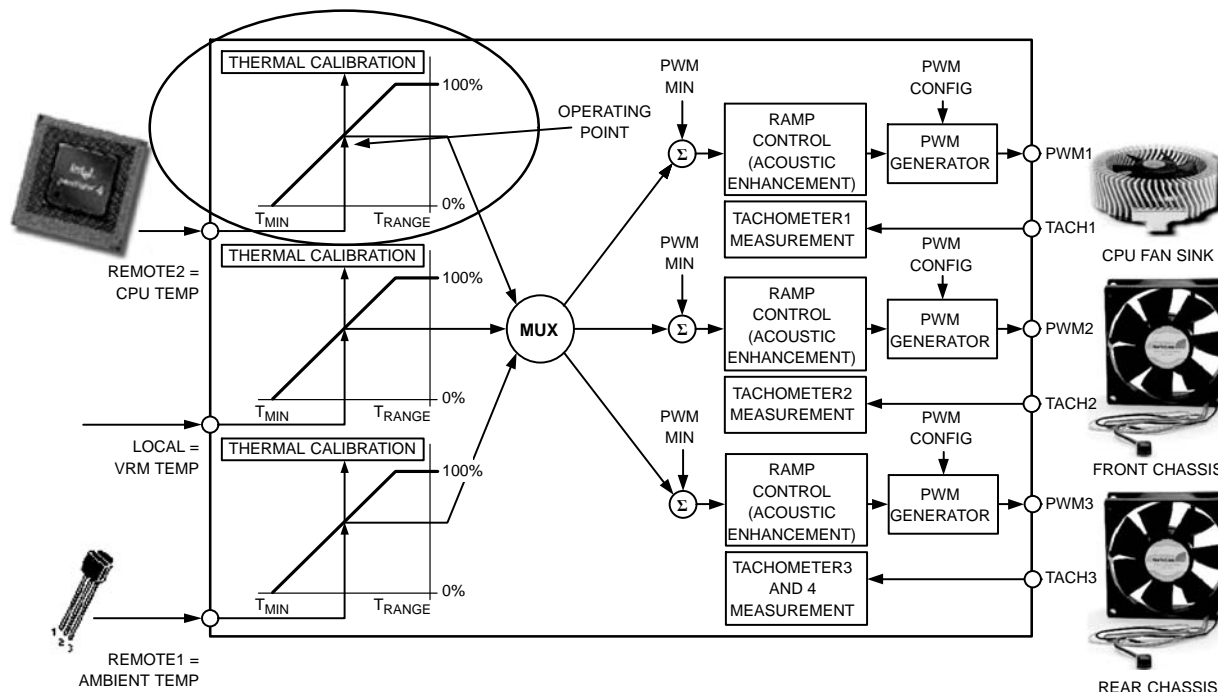 THERMAL CALIBRATION
100%
OPERATING
POINT
0%
TMIN
TRANGE
REMOTE2 =
CPU TEMP
THERMAL CALIBRATION
100%
0%
TMIN
TRANGE
LOCAL =
VRM TEMP
THERMAL CALIBRATION
100%
0%
TMIN
TRANGE
REMOTE1 =
AMBIENT TEMP
1
2
3
MUX
PWM
MIN
Σ
RAMP
CONTROL
(ACOUSTIC
ENHANCEMENT)
PWM
CONFIG
PWM
GENERATOR
PWM1
TACHOMETER1
MEASUREMENT
TACH1
CPU FAN SINK
PWM
MIN
Σ
RAMP
CONTROL
(ACOUSTIC
ENHANCEMENT)
PWM
CONFIG
PWM
GENERATOR
PWM2
TACHOMETER2
MEASUREMENT
TACH2
FRONT CHASSIS
PWM
MIN
Σ
RAMP
CONTROL
(ACOUSTIC
ENHANCEMENT)
PWM
CONFIG
PWM
GENERATOR
PWM3
TACHOMETER3
AND 4
MEASUREMENT
TACH3
REAR CHASSIS
intel